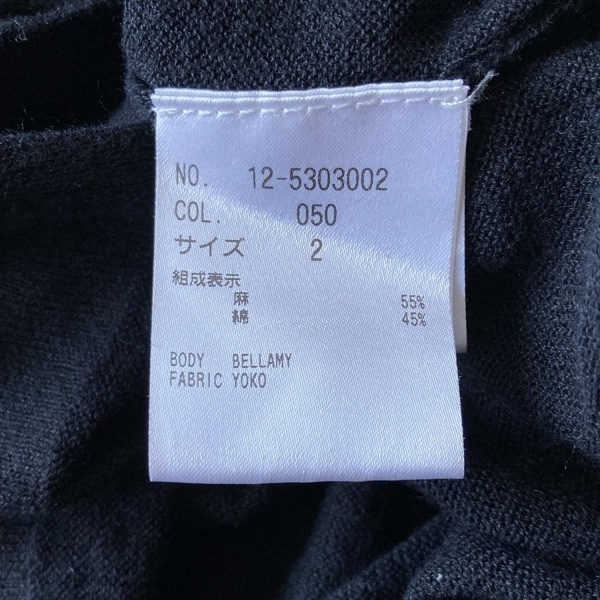 NO. 12-5303002
COL. 050
サイズ 2
組成表示
麻 55%
綿 45%
BODY BELLAMY
FABRIC YOKO